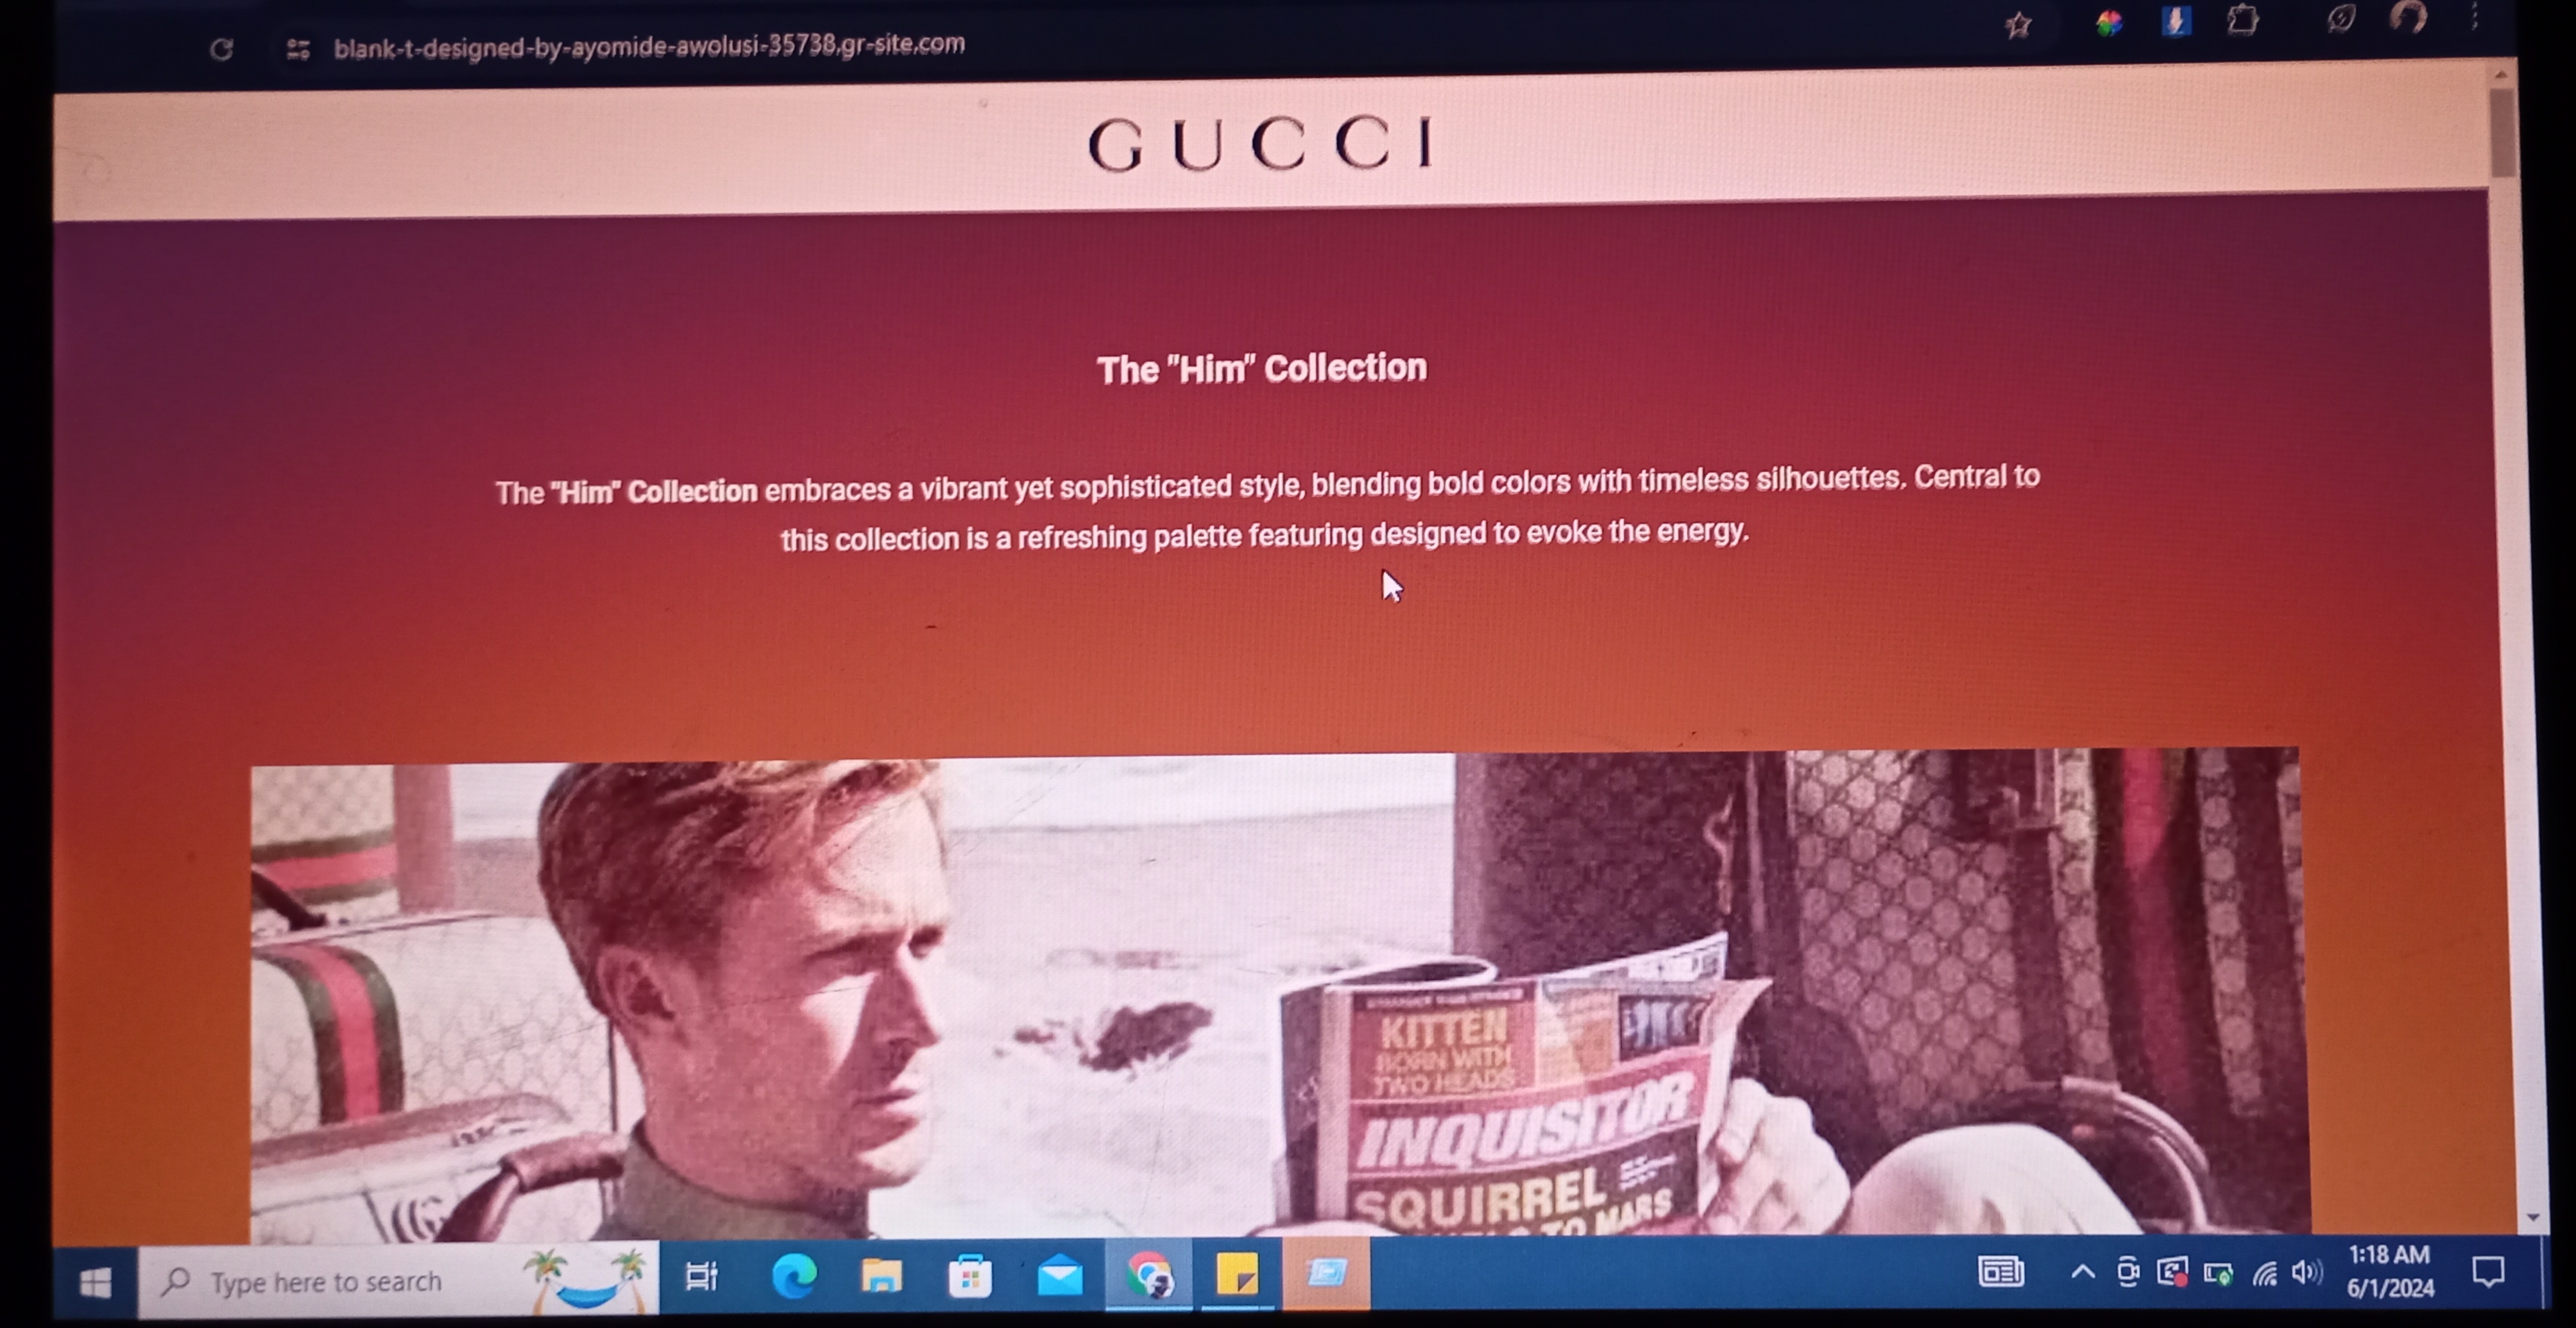 blank-t-designed-by-ayomide-awolusi-35738.gr-site.com
GUCCI
The "Him" Collection
The "Him" Collection embraces a vibrant yet sophisticated style, blending bold colors with timeless silhouettes. Central to
this collection is a refreshing palette featuring designed to evoke the energy.
KITTEN
BORN WITH
TWO HEADS
INQUISITOR
SQUIRREL
TO MARS
Type here to search
1:18 AM
6/1/2024